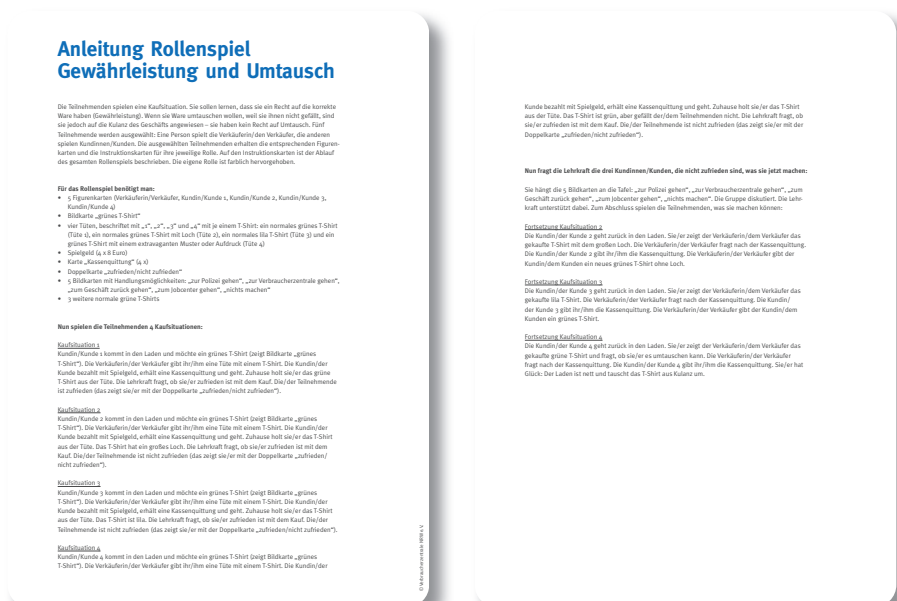 Anleitung Rollenspiel
Gewährleistung und Umtausch
Die Teilnehmenden spielen eine Kaufsituation. Sie sollen lernen, dass sie ein Recht auf die korrekte
Ware haben (Gewährleistung). Wenn sie Ware umtauschen wollen, weil sie ihnen nicht gefällt, sind
sie jedoch auf die Kulanz des Geschäfts angewiesen – sie haben kein Recht auf Umtausch. Fünf
Teilnehmende werden ausgewählt: Eine Person spielt die Verkäuferin/den Verkäufer, die anderen
spielen Kundinnen/Kunden. Die ausgewählten Teilnehmenden erhalten die entsprechenden Figuren-
karten und die Instruktionskarten für ihre jeweilige Rolle. Auf den Instruktionskarten ist der Ablauf
des gesamten Rollenspiels beschrieben. Die eigene Rolle ist farblich hervorgehoben.
Für das Rollenspiel benötigt man:
• 5 Figurenkarten (Verkäuferin/Verkäufer, Kundin/Kunde 1, Kundin/Kunde 2, Kundin/Kunde 3,
Kundin/Kunde 4)
• Bildkarte „grünes T-Shirt“
• vier Tüten, beschriftet mit „1“, „2“, „3“ und „4“ mit je einem T-Shirt: ein normales grünes T-Shirt
(Tüte 1), ein normales grünes T-Shirt mit Loch (Tüte 2), ein normales lila T-Shirt (Tüte 3) und ein
grünes T-Shirt mit einem extravaganten Muster oder Aufdruck (Tüte 4)
• Spielgeld (4 x 8 Euro)
• Karte „Kassenquittung“ (4 x)
• Doppelkarte „zufrieden/nicht zufrieden“
• 5 Bildkarten mit Handlungsmöglichkeiten: „zur Polizei gehen“, „zur Verbraucherzentrale gehen“,
„zum Geschäft zurück gehen“, „zum Jobcenter gehen“, „nichts machen“
• 3 weitere normale grüne T-Shirts
Nun spielen die Teilnehmenden 4 Kaufsituationen:
Kaufsituation 1
Kundin/Kunde 1 kommt in den Laden und möchte ein grünes T-Shirt (zeigt Bildkarte „grünes
T-Shirt“). Die Verkäuferin/der Verkäufer gibt ihr/ihm eine Tüte mit einem T-Shirt. Die Kundin/der
Kunde bezahlt mit Spielgeld, erhält eine Kassenquittung und geht. Zuhause holt sie/er das grüne
T-Shirt aus der Tüte. Die Lehrkraft fragt, ob sie/er zufrieden ist mit dem Kauf. Die/der Teilnehmende
ist zufrieden (das zeigt sie/er mit der Doppelkarte „zufrieden/nicht zufrieden“).
Kaufsituation 2
Kundin/Kunde 2 kommt in den Laden und möchte ein grünes T-Shirt (zeigt Bildkarte „grünes
T-Shirt“). Die Verkäuferin/der Verkäufer gibt ihr/ihm eine Tüte mit einem T-Shirt. Die Kundin/der
Kunde bezahlt mit Spielgeld, erhält eine Kassenquittung und geht. Zuhause holt sie/er das T-Shirt
aus der Tüte. Das T-Shirt hat ein großes Loch. Die Lehrkraft fragt, ob sie/er zufrieden ist mit dem
Kauf. Die/der Teilnehmende ist nicht zufrieden (das zeigt sie/er mit der Doppelkarte „zufrieden/
nicht zufrieden“).
Kaufsituation 3
Kundin/Kunde 3 kommt in den Laden und möchte ein grünes T-Shirt (zeigt Bildkarte „grünes
T-Shirt“). Die Verkäuferin/der Verkäufer gibt ihr/ihm eine Tüte mit einem T-Shirt. Die Kundin/der
Kunde bezahlt mit Spielgeld, erhält eine Kassenquittung und geht. Zuhause holt sie/er das T-Shirt
aus der Tüte. Das T-Shirt ist lila. Die Lehrkraft fragt, ob sie/er zufrieden ist mit dem Kauf. Die/der
Teilnehmende ist nicht zufrieden (das zeigt sie/er mit der Doppelkarte „zufrieden/nicht zufrieden“).
Kaufsituation 4
Kundin/Kunde 4 kommt in den Laden und möchte ein grünes T-Shirt (zeigt Bildkarte „grünes
T-Shirt“). Die Verkäuferin/der Verkäufer gibt ihr/ihm eine Tüte mit einem T-Shirt. Die Kundin/der
© Verbraucherzentrale NRW e.V.
Kunde bezahlt mit Spielgeld, erhält eine Kassenquittung und geht. Zuhause holt sie/er das T-Shirt
aus der Tüte. Das T-Shirt ist grün, aber gefällt der/dem Teilnehmenden nicht. Die Lehrkraft fragt, ob
sie/er zufrieden ist mit dem Kauf. Die/der Teilnehmende ist nicht zufrieden (das zeigt sie/er mit der
Doppelkarte „zufrieden/nicht zufrieden“).
Nun fragt die Lehrkraft die drei Kundinnen/Kunden, die nicht zufrieden sind, was sie jetzt machen:
Sie hängt die 5 Bildkarten an die Tafel: „zur Polizei gehen“, „zur Verbraucherzentrale gehen“, „zum
Geschäft zurück gehen“, „zum Jobcenter gehen“, „nichts machen“. Die Gruppe diskutiert. Die Lehr-
kraft unterstützt dabei. Zum Abschluss spielen die Teilnehmenden, was sie machen können:
Fortsetzung Kaufsituation 2
Die Kundin/der Kunde 2 geht zurück in den Laden. Sie/er zeigt der Verkäuferin/dem Verkäufer das
gekaufte T-Shirt mit dem großen Loch. Die Verkäuferin/der Verkäufer fragt nach der Kassenquittung.
Die Kundin/der Kunde 2 gibt ihr/ihm die Kassenquittung. Die Verkäuferin/der Verkäufer gibt der
Kundin/dem Kunden ein neues grünes T-Shirt ohne Loch.
Fortsetzung Kaufsituation 3
Die Kundin/der Kunde 3 geht zurück in den Laden. Sie/er zeigt der Verkäuferin/dem Verkäufer das
gekaufte lila T-Shirt. Die Verkäuferin/der Verkäufer fragt nach der Kassenquittung. Die Kundin/
der Kunde 3 gibt ihr/ihm die Kassenquittung. Die Verkäuferin/der Verkäufer gibt der Kundin/dem
Kunden ein grünes T-Shirt.
Fortsetzung Kaufsituation 4
Die Kundin/der Kunde 4 geht zurück in den Laden. Sie/er zeigt der Verkäuferin/dem Verkäufer das
gekaufte grüne T-Shirt und fragt, ob sie/er es umtauschen kann. Die Verkäuferin/der Verkäufer
fragt nach der Kassenquittung. Die Kundin/der Kunde 4 gibt ihr/ihm die Kassenquittung. Sie/er hat
Glück: Der Laden ist nett und tauscht das T-Shirt aus Kulanz um.